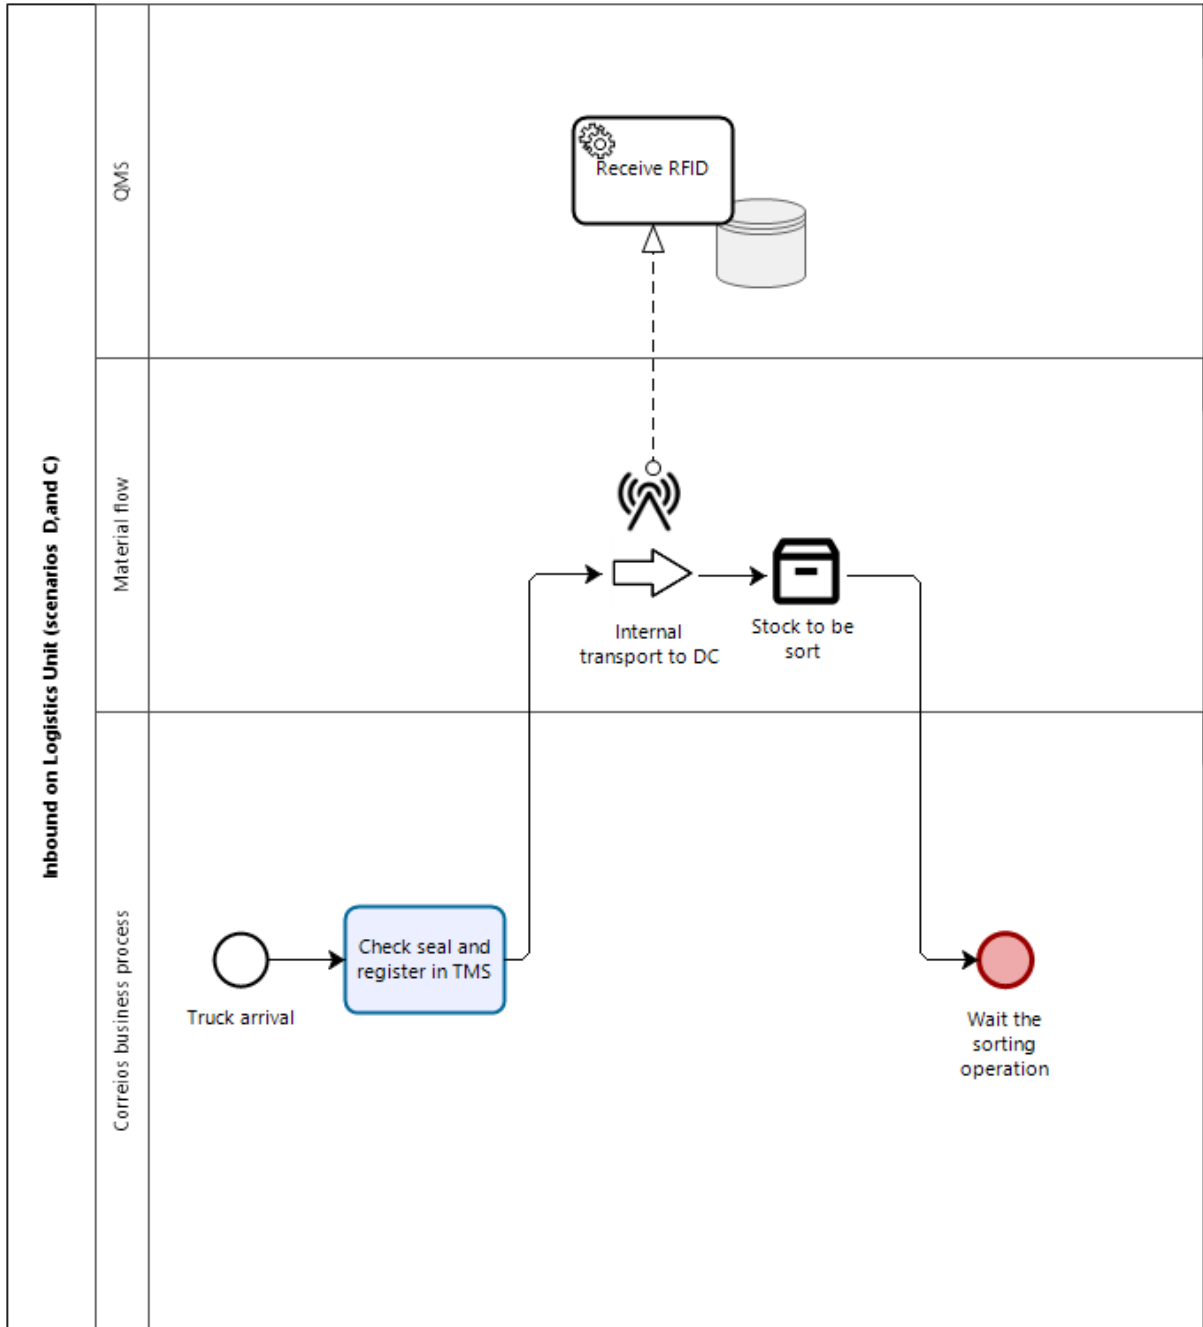 Inbound on Logistics Unit (scenarios D,and C)
QMS
Receive RFID
Material flow
Internal
transport to DC
Stock to be
sort
Correios business process
Check seal and
register in TMS
Truck arrival
Wait the
sorting
operation